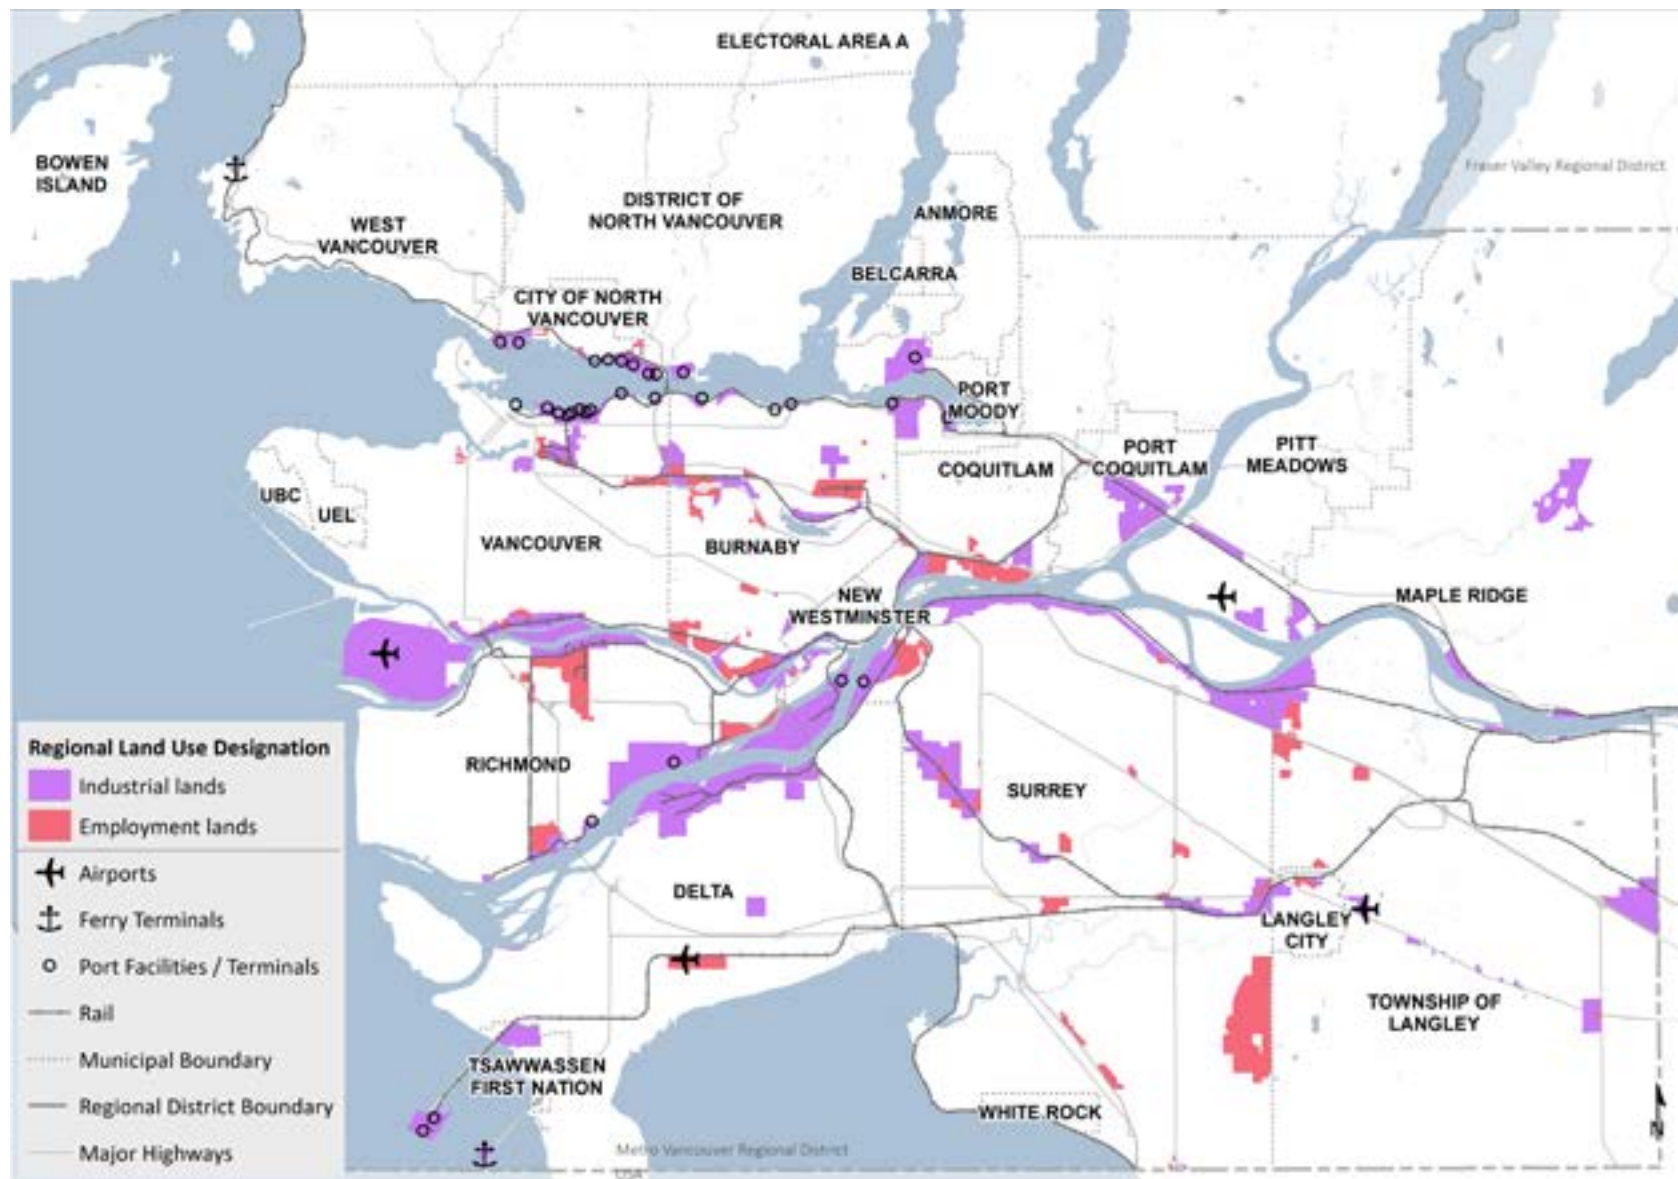 ELECTORAL AREA A
BOWEN
ISLAND
Fraser Valley Regional District
DISTRICT OF
NORTH VANCOUVER
ANMORE
WEST
VANCOUVER
BELCARRA
CITY OF NORTH
VANCOUVER
PORT
MOODY
PORT
COQUITLAM
PITT
MEADOWS
COQUITLAM
UBC
UEL
VANCOUVER
BURNABY
NEW
WESTMINSTER
MAPLE RIDGE
RICHMOND
SURREY
DELTA
LANGLEY
CITY
TOWNSHIP OF
LANGLEY
TSAWWASSEN
FIRST NATION
WHITE ROCK
Metro Vancouver Regional District
USA
N
Regional Land Use Designation
Industrial lands
Employment lands
Airports
Ferry Terminals
Port Facilities / Terminals
Rail
Municipal Boundary
Regional District Boundary
Major Highways